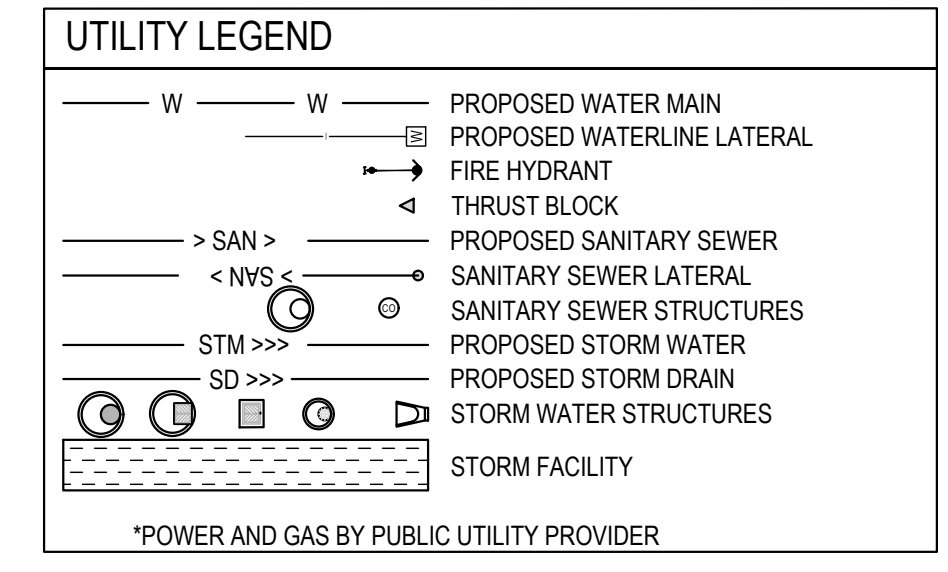 UTILITY LEGEND
W W PROPOSED WATER MAIN
W PROPOSED WATERLINE LATERAL
FIRE HYDRANT
THRUST BLOCK
> SAN > PROPOSED SANITARY SEWER
> SAN > SANITARY SEWER LATERAL
CO SANITARY SEWER STRUCTURES
STM >>> PROPOSED STORM WATER
SD >>> PROPOSED STORM DRAIN
STORM WATER STRUCTURES
STORM FACILITY
*POWER AND GAS BY PUBLIC UTILITY PROVIDER